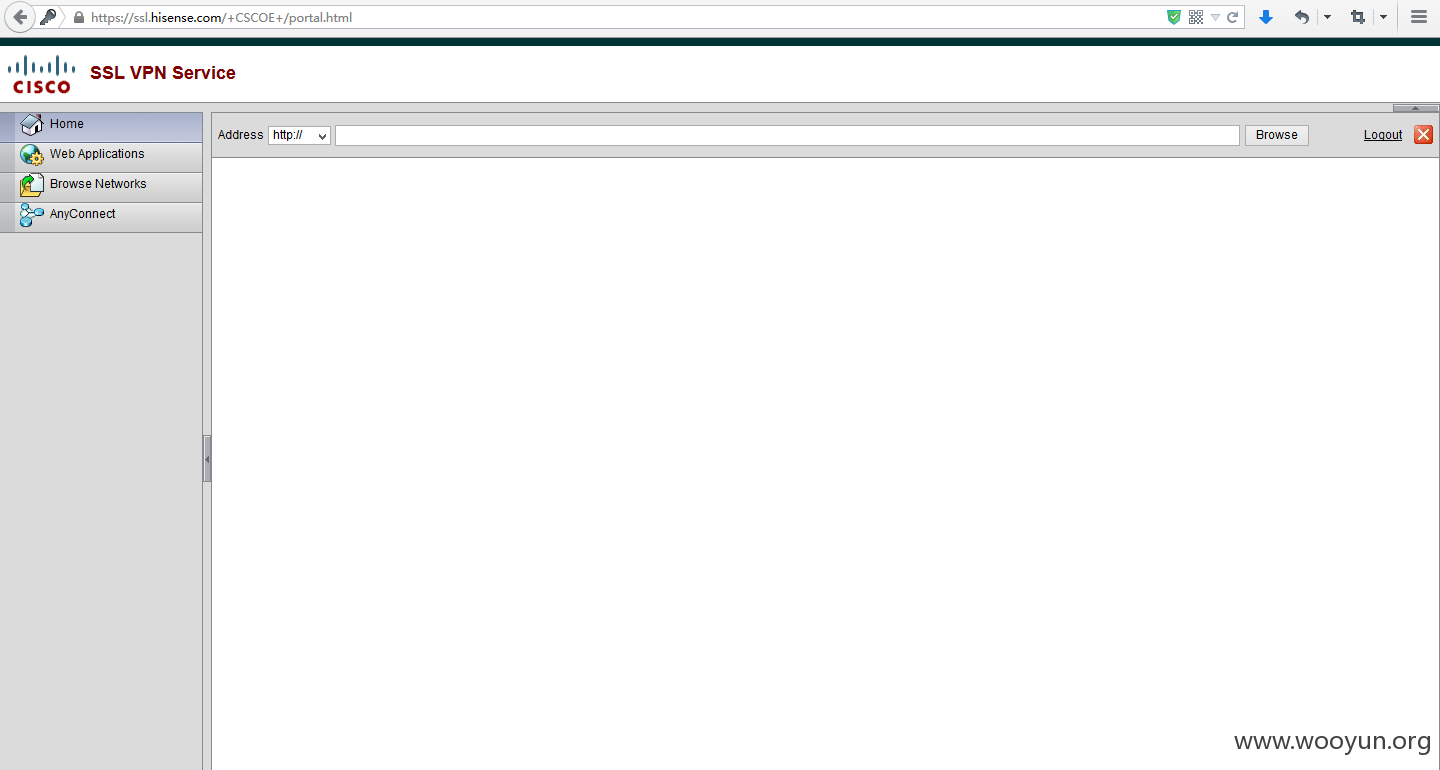 https://ssl.hisense.com/+CSCOE+/portal.html
CISCO
SSL VPN Service
Home
Web Applications
Browse Networks
AnyConnect
Address http:// Browse Logout
www.wooyun.org